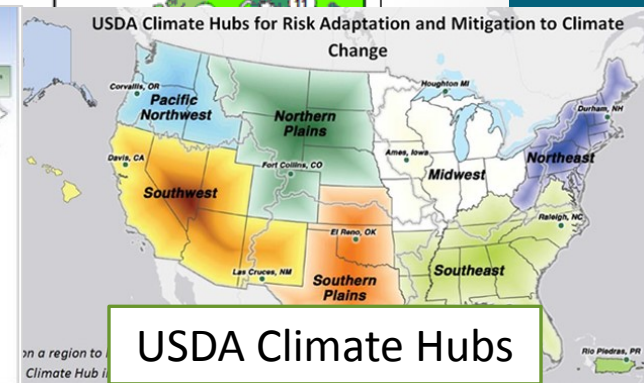 USDA Climate Hubs for Risk Adaptation and Mitigation to Climate
Change
Corvallis, OR
Pacific
Northwest
Northern
Plains
Houghton MI
Durham, NH
Davis, CA
Fort Collins, CO
Ames, Iowa
Midwest
Northeast
Southwest
Raleigh, NC
El Reno, OK
Las Cruces, NM
Southern
Plains
Southeast
on a region to
Climate Hub
USDA Climate Hubs
Rio Piedras, PR